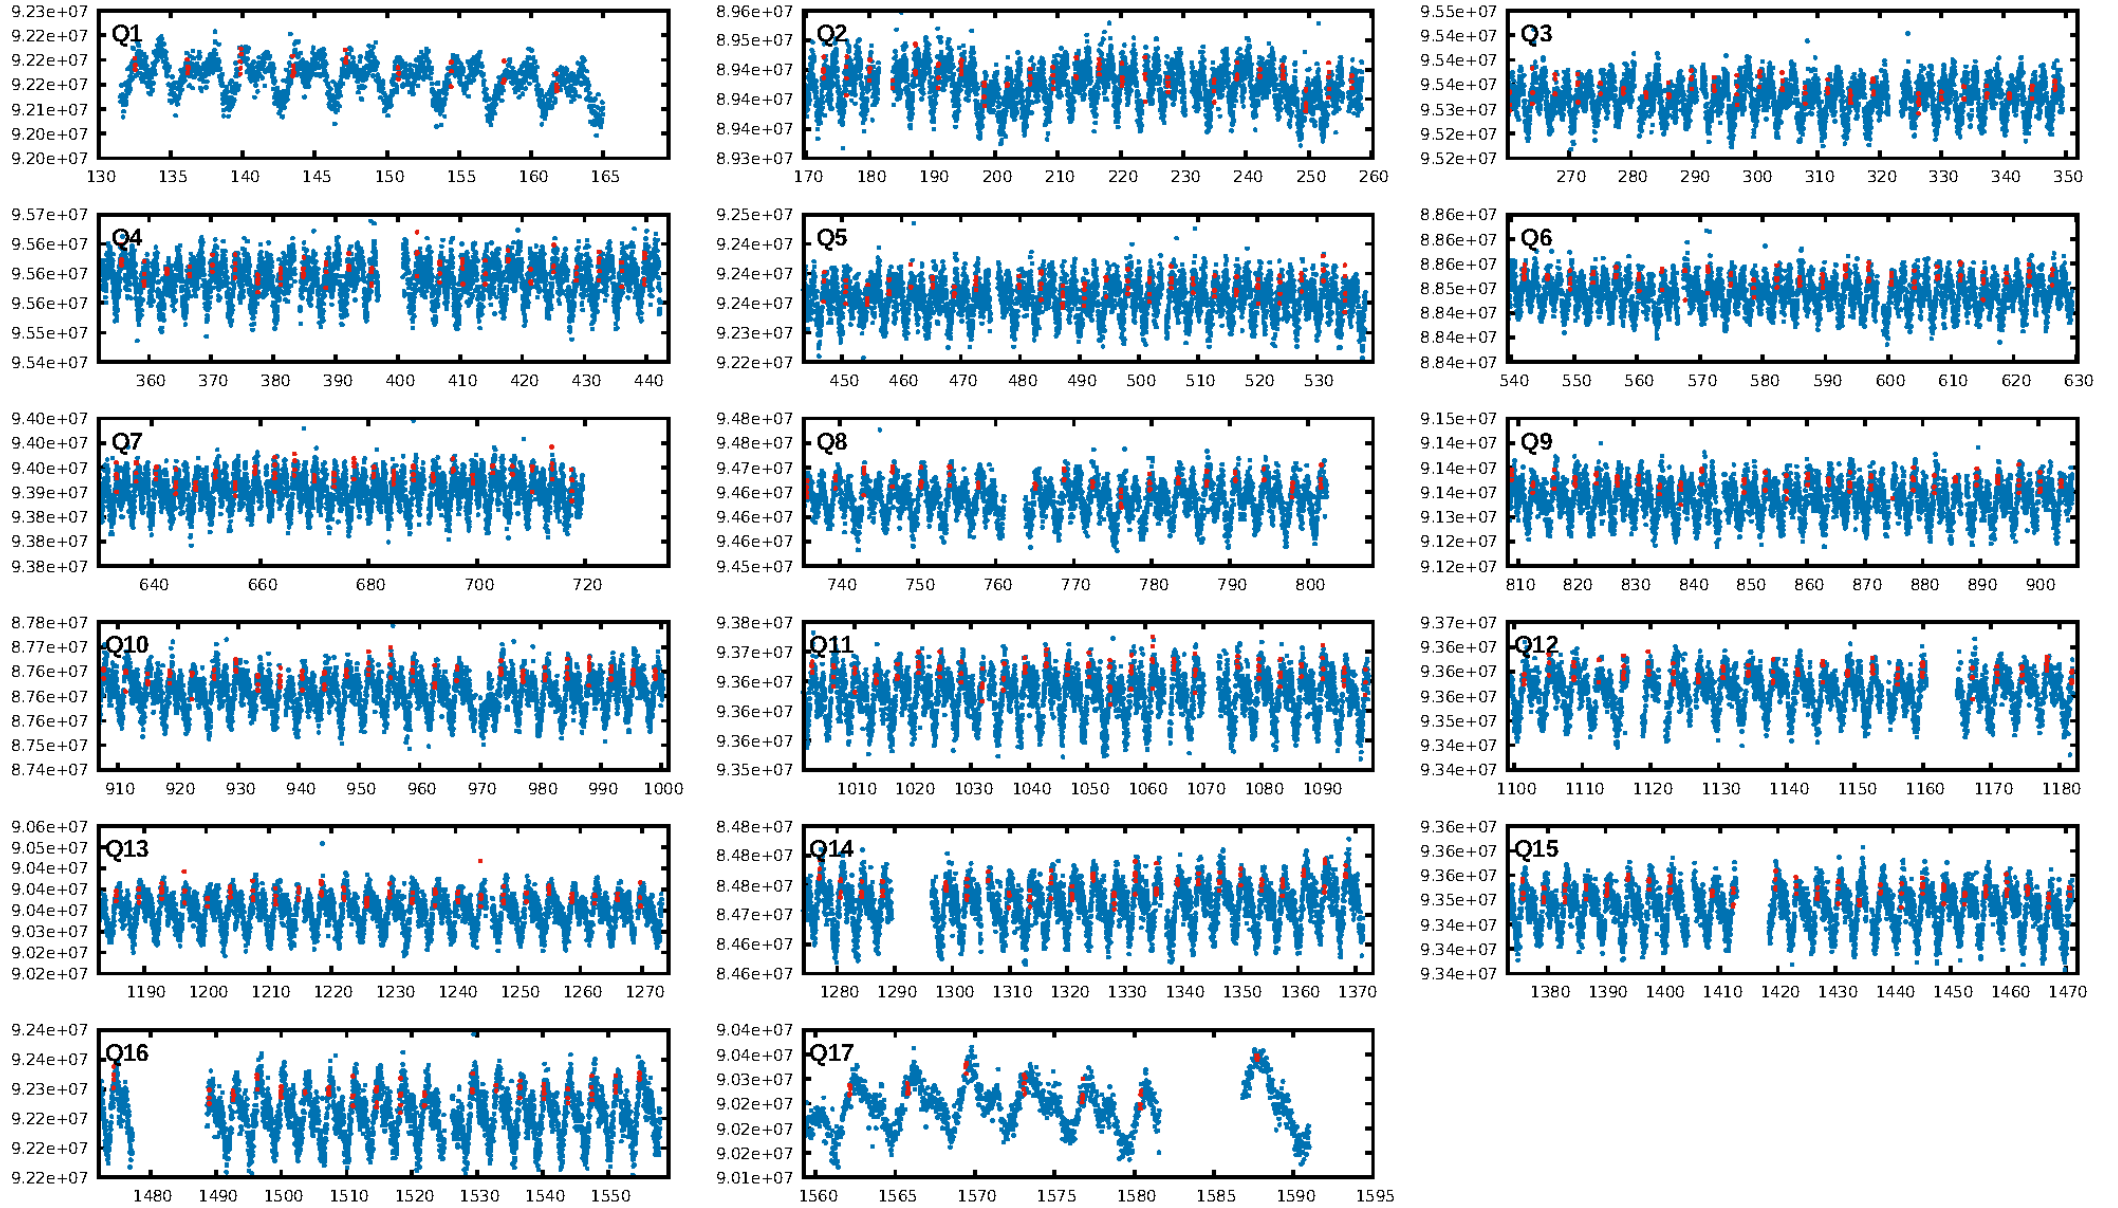 9.23e+07 9.22e+07 9.22e+07 9.22e+07 9.21e+07 9.20e+07 9.20e+07
Q1
130 135 140 145 150 155 160 165
8.96e+07 8.95e+07 8.94e+07 8.94e+07 8.94e+07 8.93e+07
Q2
170 180 190 200 210 220 230 240 250 260
9.55e+07 9.54e+07 9.54e+07 9.54e+07 9.53e+07 9.52e+07 9.52e+07
Q3
270 280 290 300 310 320 330 340 350
9.57e+07 9.56e+07 9.56e+07 9.56e+07 9.55e+07 9.54e+07
Q4
360 370 380 390 400 410 420 430 440
9.25e+07 9.24e+07 9.24e+07 9.24e+07 9.23e+07 9.22e+07
Q5
450 460 470 480 490 500 510 520 530
8.86e+07 8.86e+07 8.86e+07 8.85e+07 8.84e+07 8.84e+07 8.84e+07
Q6
540 550 560 570 580 590 600 610 620 630
9.40e+07 9.40e+07 9.40e+07 9.39e+07 9.38e+07 9.38e+07 9.38e+07
Q7
640 660 680 700 720
9.48e+07 9.48e+07 9.47e+07 9.46e+07 9.46e+07 9.46e+07 9.45e+07
Q8
740 750 760 770 780 790 800
9.15e+07 9.14e+07 9.14e+07 9.14e+07 9.13e+07 9.12e+07 9.12e+07
Q9
810 820 830 840 850 860 870 880 890 900
8.78e+07 8.77e+07 8.76e+07 8.76e+07 8.76e+07 8.75e+07 8.74e+07
Q10
910 920 930 940 950 960 970 980 990 1000
9.38e+07 9.37e+07 9.36e+07 9.36e+07 9.36e+07 9.35e+07
Q11
1010 1020 1030 1040 1050 1060 1070 1080 1090
9.37e+07 9.36e+07 9.36e+07 9.36e+07 9.35e+07 9.34e+07 9.34e+07
Q12
1100 1110 1120 1130 1140 1150 1160 1170 1180
9.06e+07 9.05e+07 9.04e+07 9.04e+07 9.04e+07 9.03e+07 9.02e+07 9.02e+07
Q13
1190 1200 1210 1220 1230 1240 1250 1260 1270
8.48e+07 8.48e+07 8.48e+07 8.47e+07 8.46e+07 8.46e+07
Q14
1280 1290 1300 1310 1320 1330 1340 1350 1360 1370
9.36e+07 9.36e+07 9.36e+07 9.35e+07 9.34e+07 9.34e+07 9.34e+07
Q15
1380 1390 1400 1410 1420 1430 1440 1450 1460 1470
9.24e+07 9.24e+07 9.23e+07 9.22e+07 9.22e+07 9.22e+07
Q16
1480 1490 1500 1510 1520 1530 1540 1550
9.04e+07 9.04e+07 9.03e+07 9.02e+07 9.02e+07 9.02e+07 9.01e+07
Q17
1560 1565 1570 1575 1580 1585 1590 1595